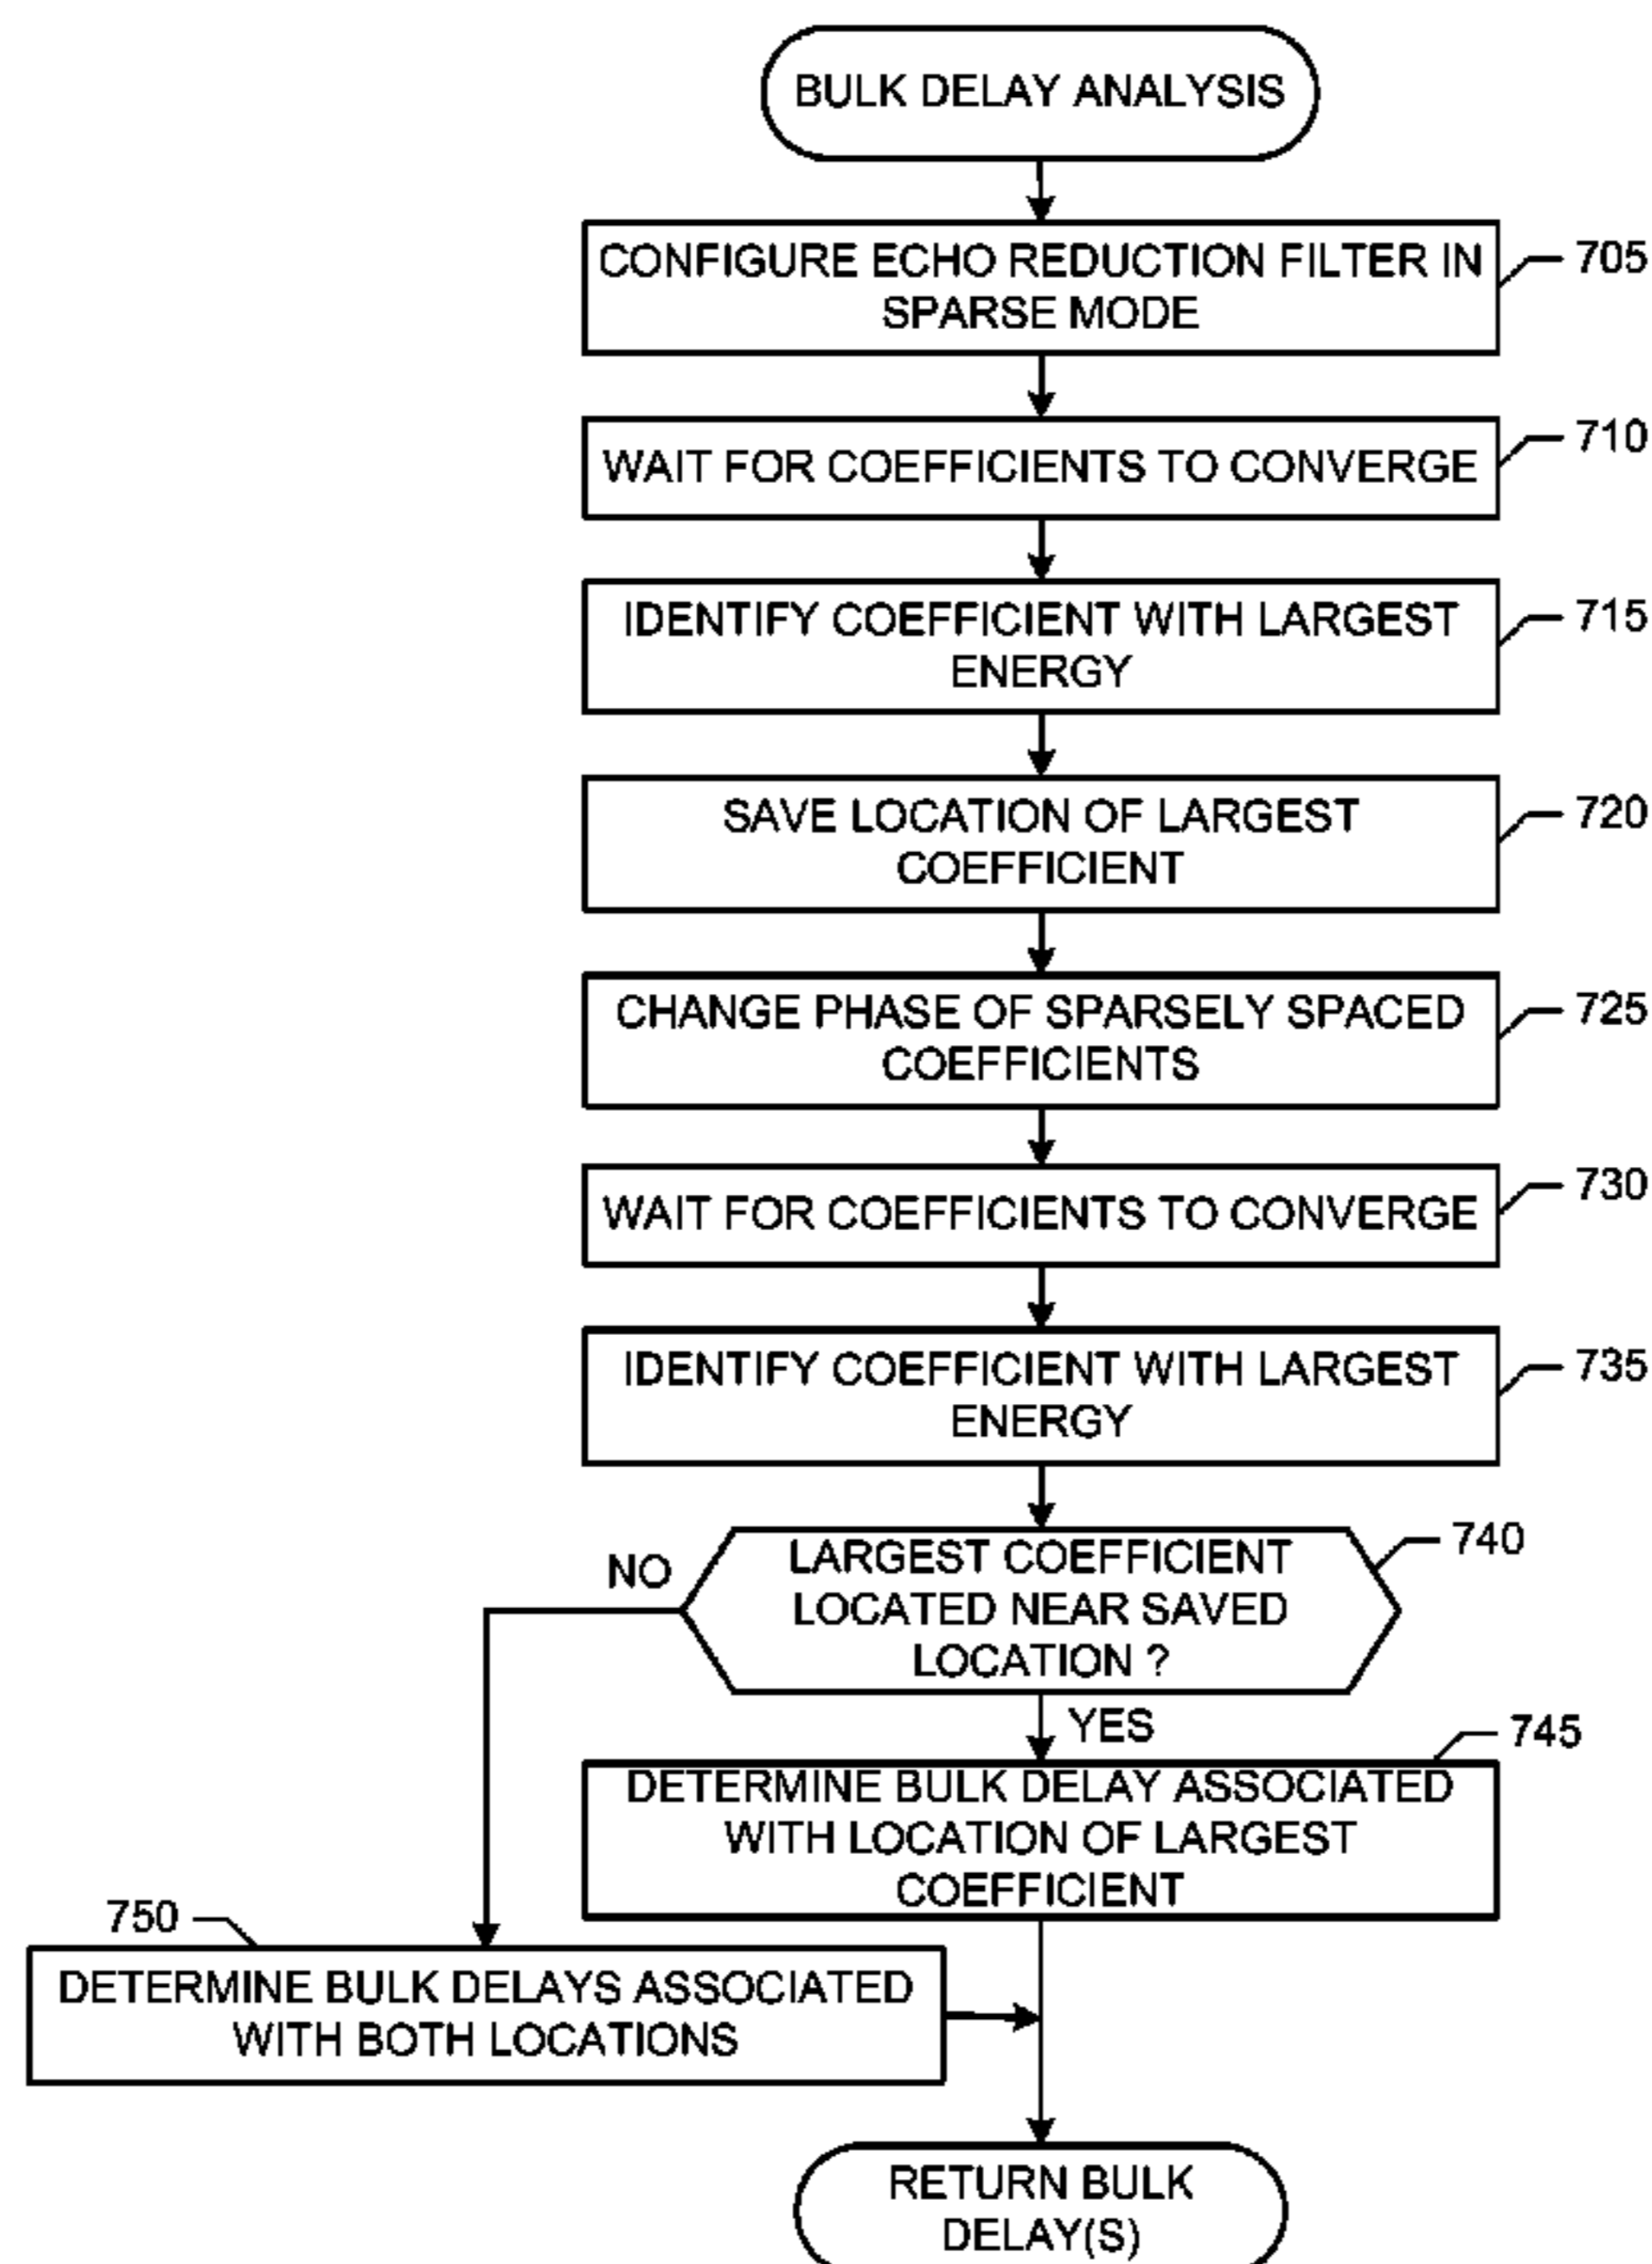 BULK DELAY ANALYSIS
CONFIGURE ECHO REDUCTION FILTER IN
SPARSE MODE
705
WAIT FOR COEFFICIENTS TO CONVERGE
710
IDENTIFY COEFFICIENT WITH LARGEST
ENERGY
715
SAVE LOCATION OF LARGEST
COEFFICIENT
720
CHANGE PHASE OF SPARSELY SPACED
COEFFICIENTS
725
WAIT FOR COEFFICIENTS TO CONVERGE
730
IDENTIFY COEFFICIENT WITH LARGEST
ENERGY
735
LARGEST COEFFICIENT
LOCATED NEAR SAVED
LOCATION ?
740
NO
YES
745
DETERMINE BULK DELAY ASSOCIATED
WITH LOCATION OF LARGEST
COEFFICIENT
750
DETERMINE BULK DELAYS ASSOCIATED
WITH BOTH LOCATIONS
RETURN BULK
DELAY(S)